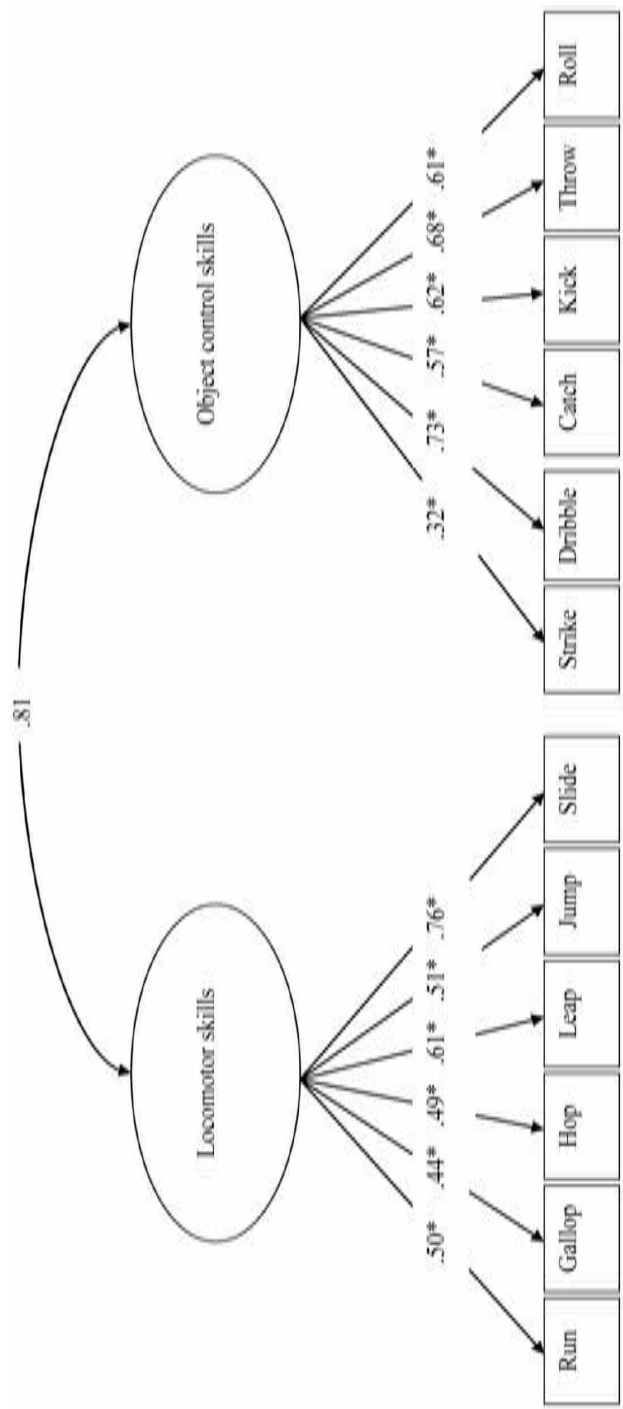 .81
Locomotor skills Object control skills
.50* .44* .49* .61* .51* .76* .32* .73* .57* .62* .68* .61*
Run Gallop Hop Leap Jump Slide Strike Dribble Catch Kick Throw Roll